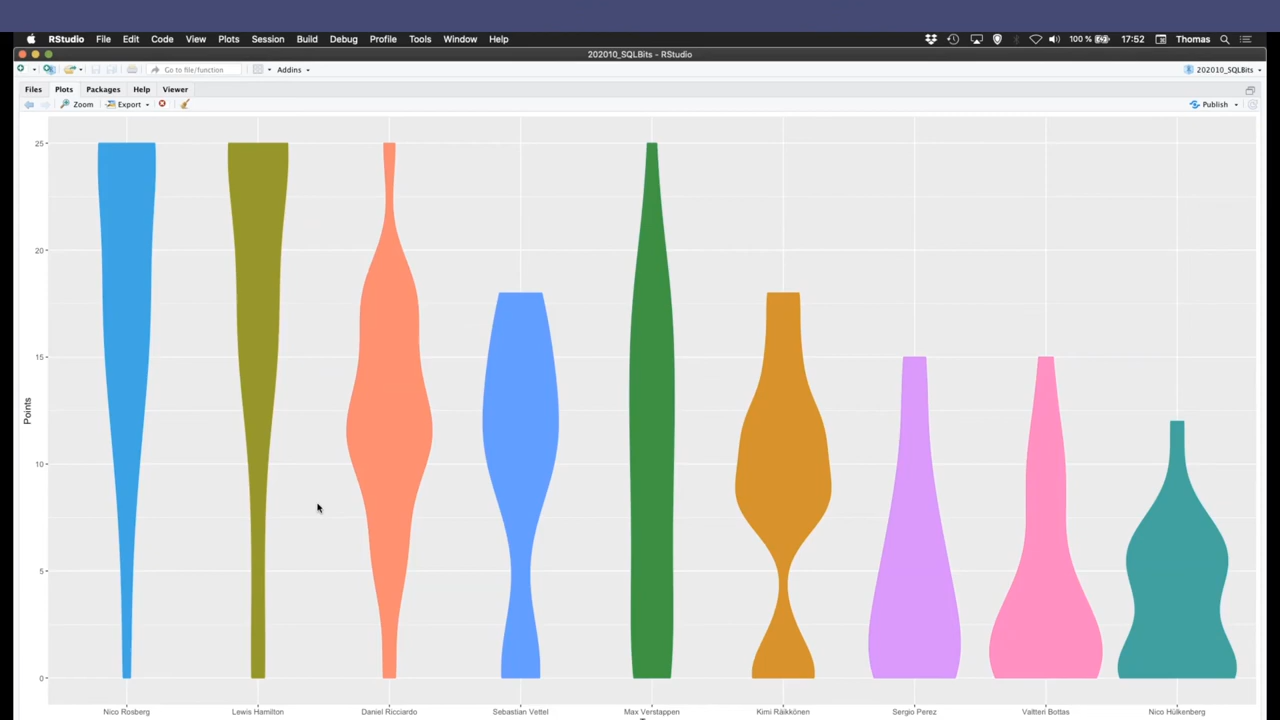 RStudio File Edit Code View Plots Session Build Debug Profile Tools Window Help 100 % 17:52 Thomas
202010_SQLBits - RStudio
Go to file/function Addins 202010_SQLBits
Files Plots Packages Help Viewer
Zoom Export Publish
25
20
15
Points
10
5
0
Nico Rosberg Lewis Hamilton Daniel Ricciardo Sebastian Vettel Max Verstappen Kimi Räikkönen Sergio Perez Valtteri Bottas Nico Hülkenberg